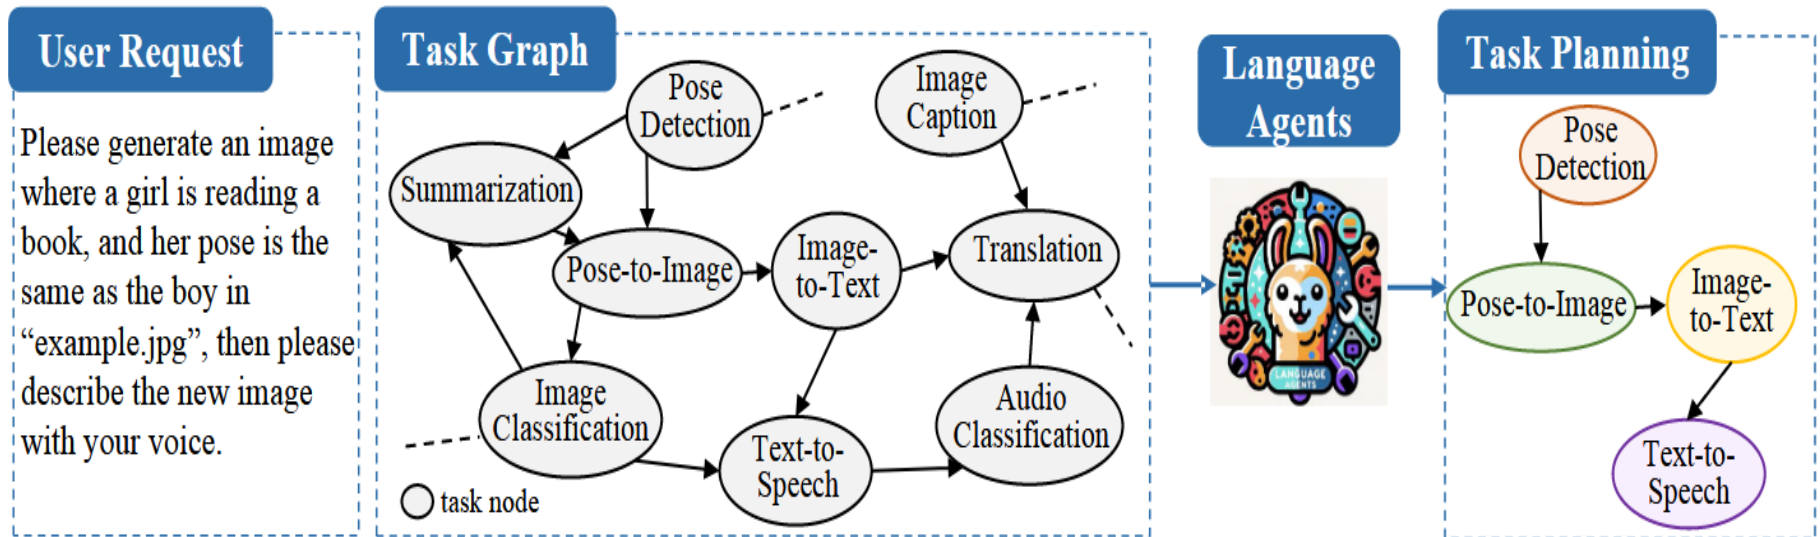 User Request
Please generate an image
where a girl is reading a
book, and her pose is the
same as the boy in
“example.jpg”, then please
describe the new image
with your voice.
Task Graph
Pose
Detection
Image
Caption
Summarization
Pose-to-Image
Image-
to-Text
Translation
Image
Classification
Text-to-
Speech
Audio
Classification
task node
Language
Agents
LANGUAGE
AGENTS
Task Planning
Pose
Detection
Pose-to-Image
Image-
to-Text
Text-to-
Speech